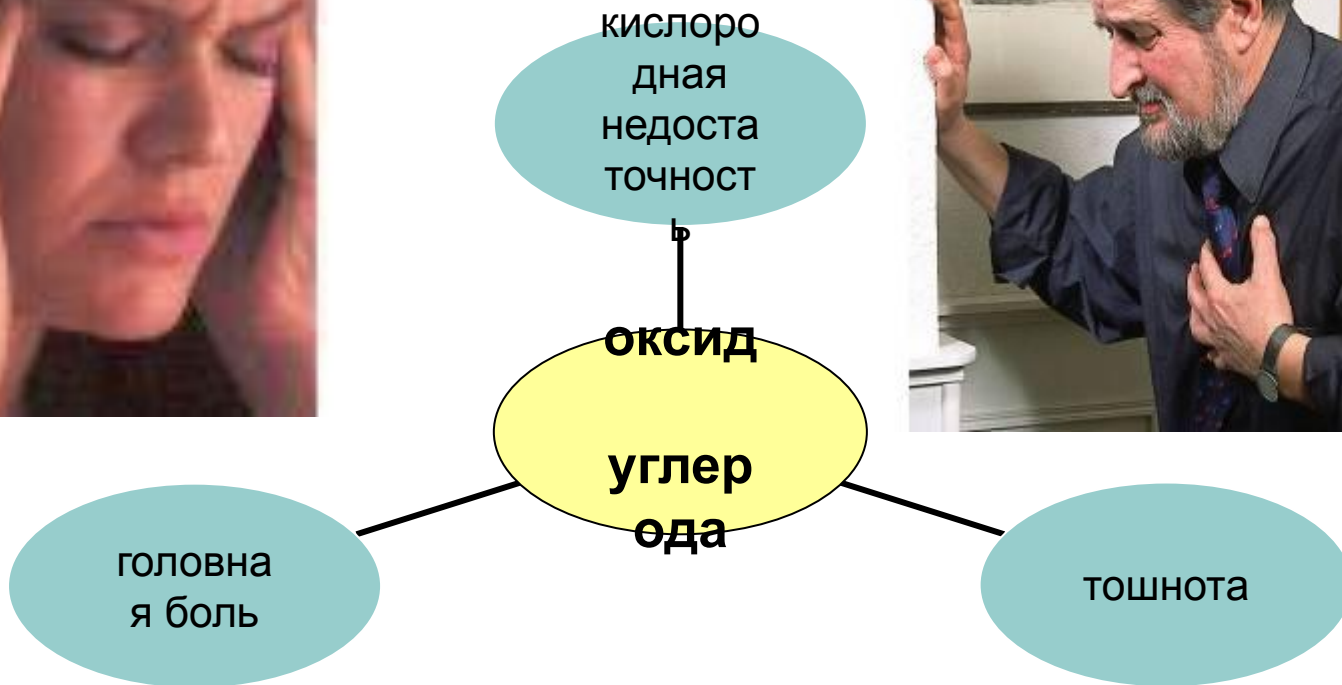 кислоро
дная
недоста
точност
ь
оксид
углер
ода
головна
я боль
тошнота